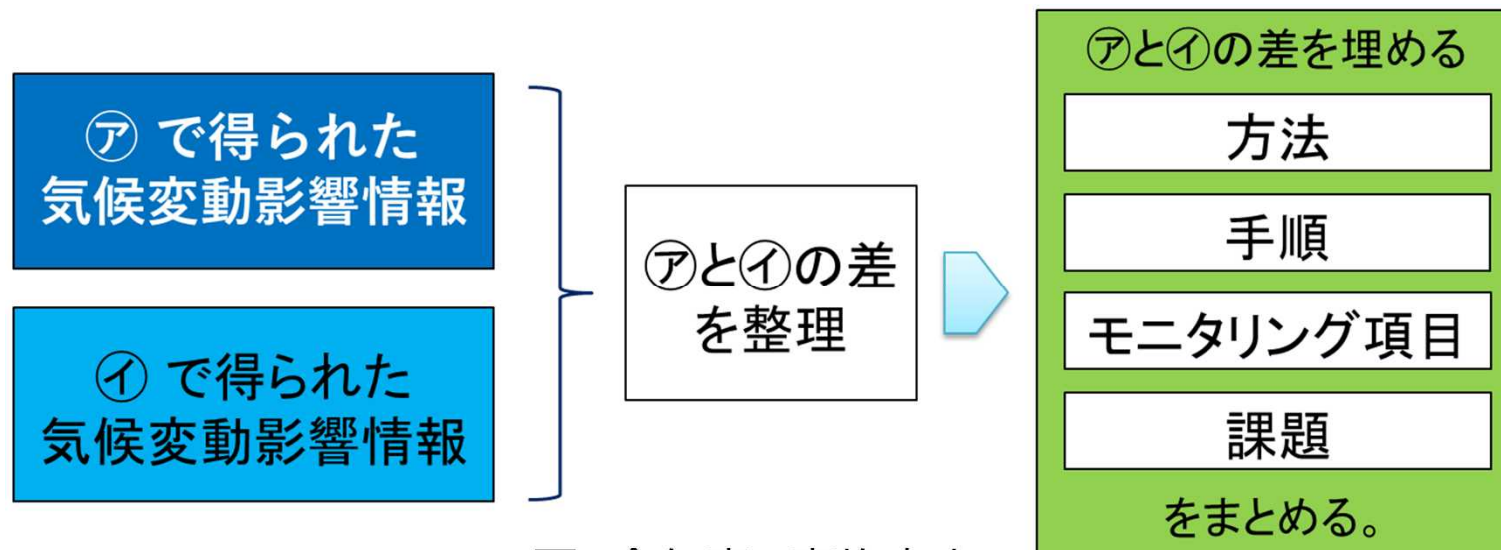 ㋐ で得られた
気候変動影響情報
㋑ で得られた
気候変動影響情報
㋐と㋑の差
を整理
㋐と㋑の差を埋める
方法
手順
モニタリング項目
課題
をまとめる。